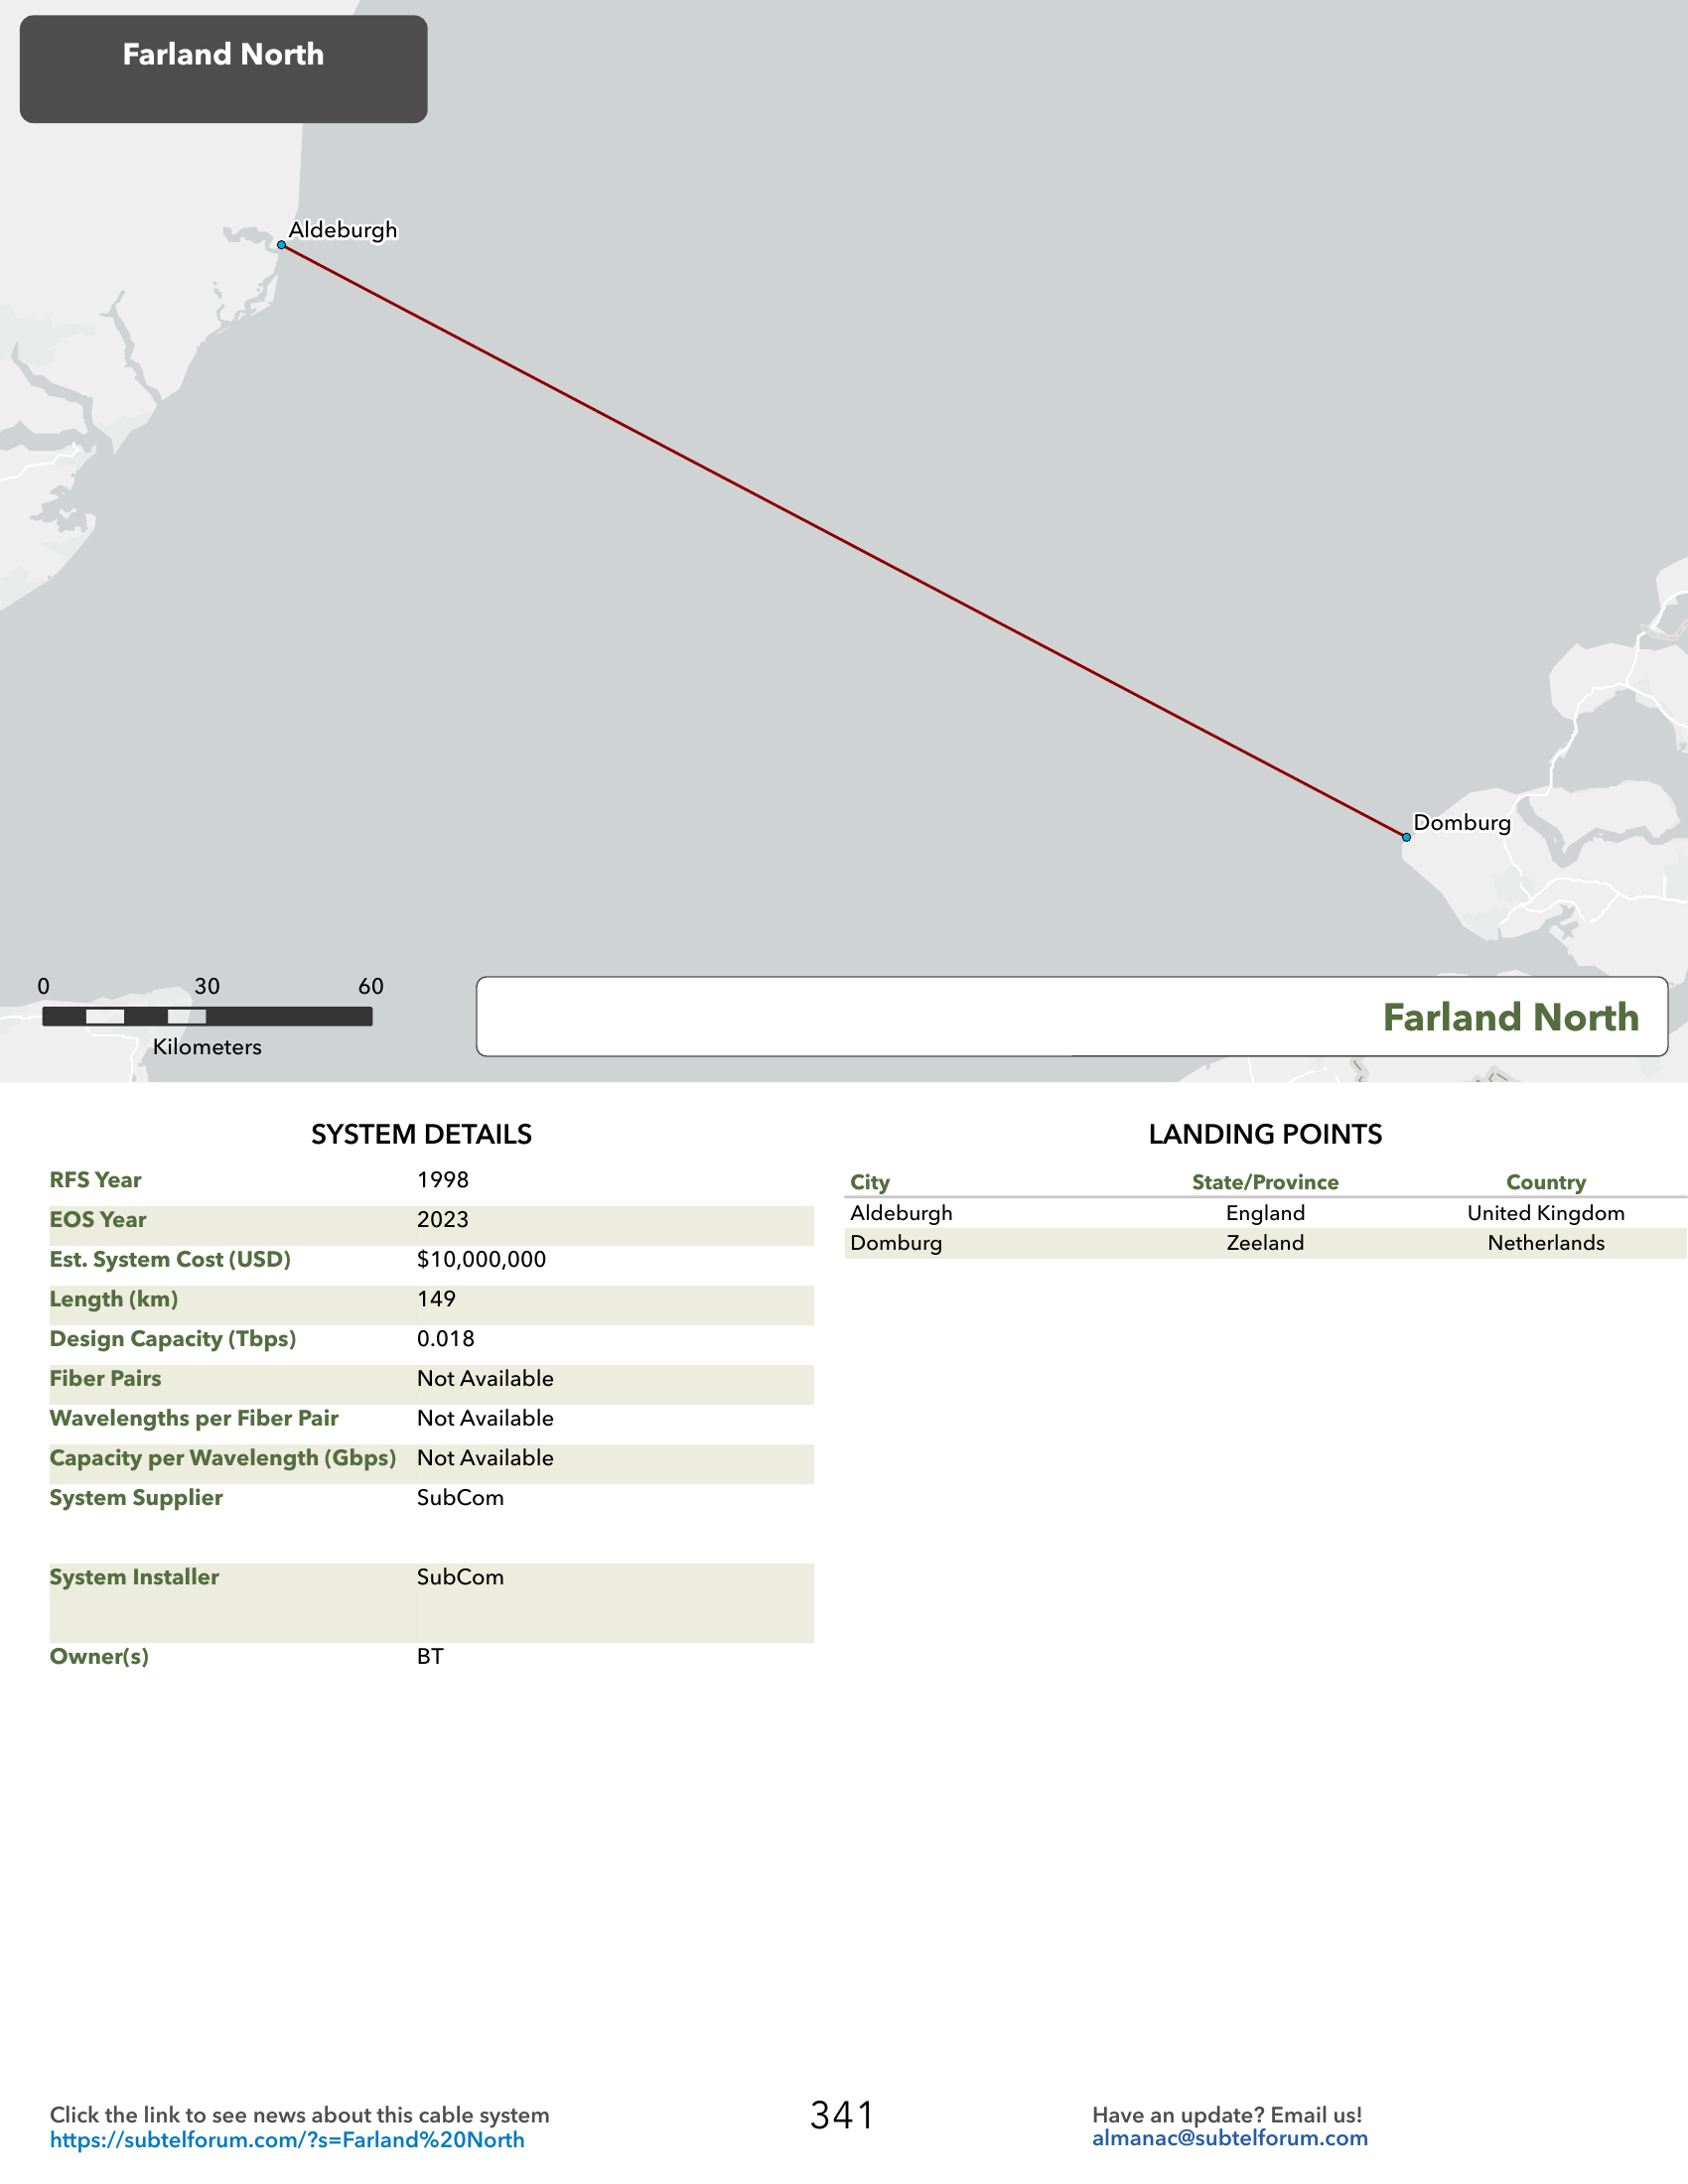 Farland North
Aldeburgh
Domburg
0 30 60
Kilometers
Farland North
SYSTEM DETAILS
RFS Year 1998
EOS Year 2023
Est. System Cost (USD) $10,000,000
Length (km) 149
Design Capacity (Tbps) 0.018
Fiber Pairs Not Available
Wavelengths per Fiber Pair Not Available
Capacity per Wavelength (Gbps) Not Available
System Supplier SubCom
System Installer SubCom
Owner(s) BT
LANDING POINTS
City State/Province Country
Aldeburgh England United Kingdom
Domburg Zeeland Netherlands
Click the link to see news about this cable system
https://subtelforum.com/?s=Farland%20North
341
Have an update? Email us!
almanac@subtelforum.com